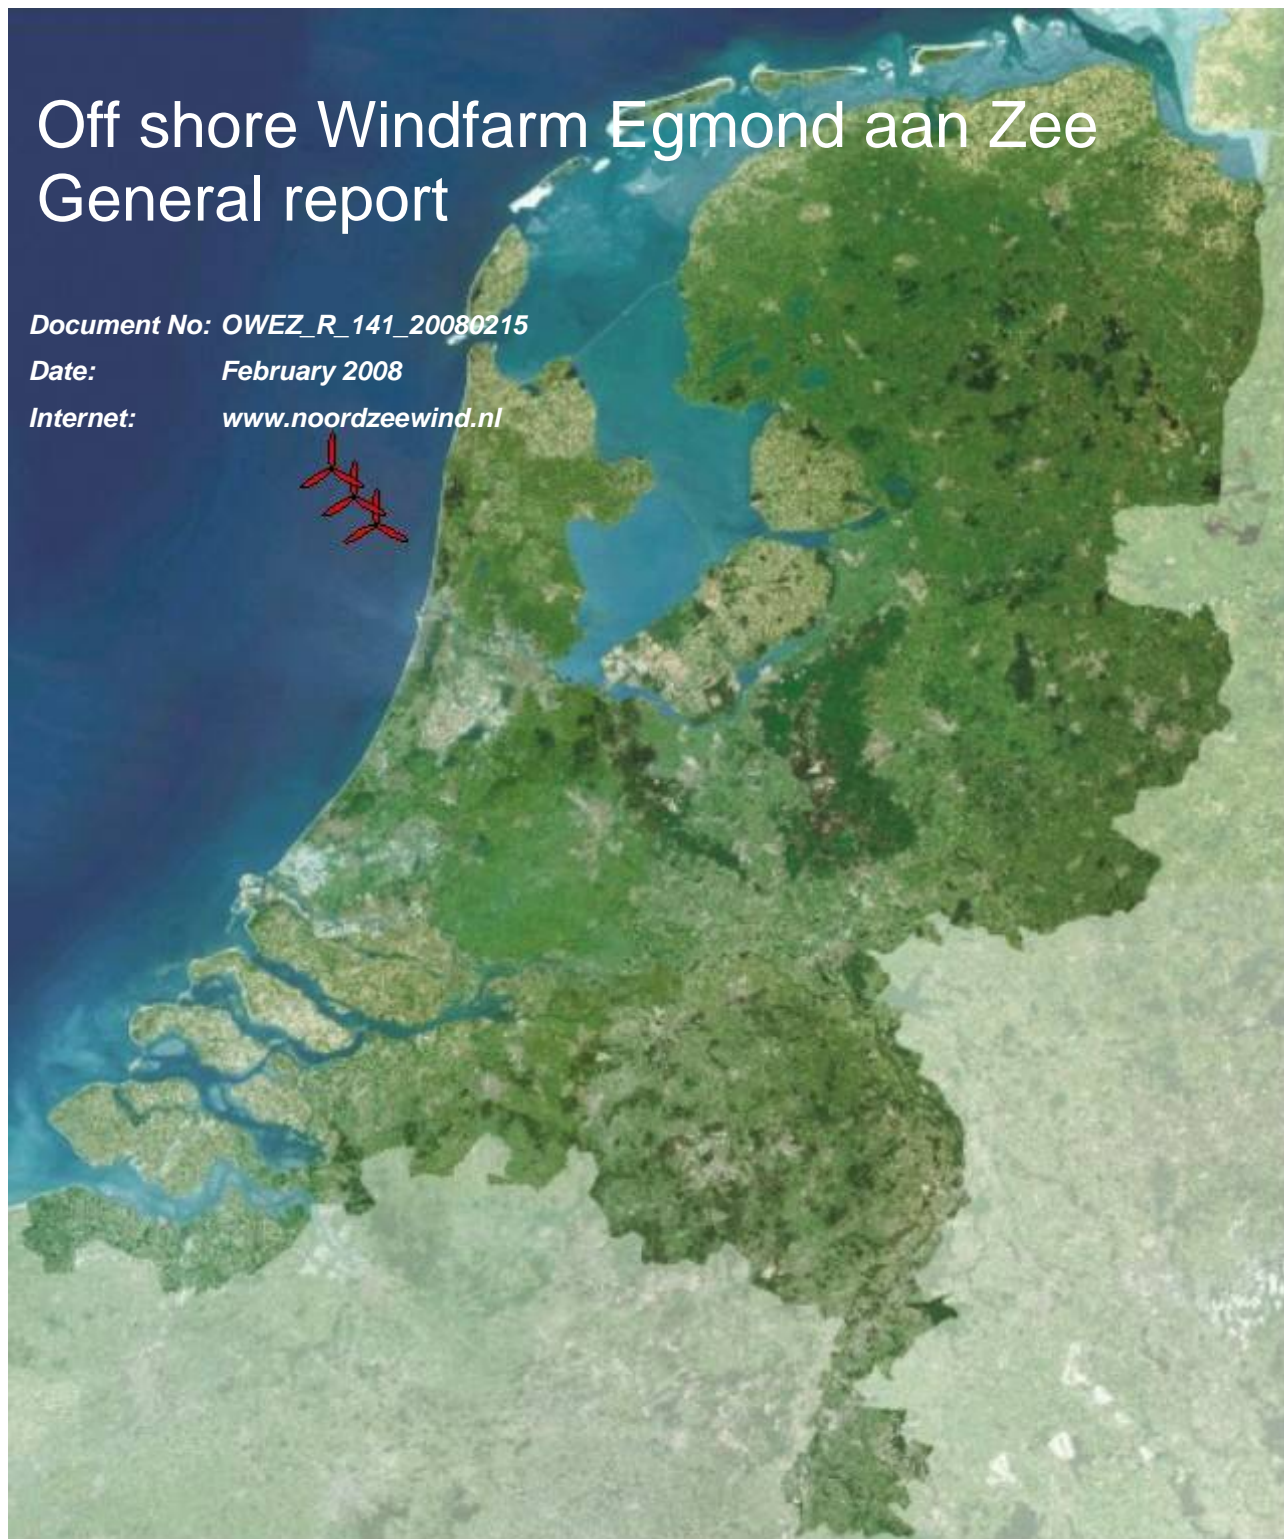 Off shore Windfarm Egmond aan Zee
General report
Document No: OWEZ_R_141_20080215
Date: February 2008
Internet: www.noordzeewind.nl